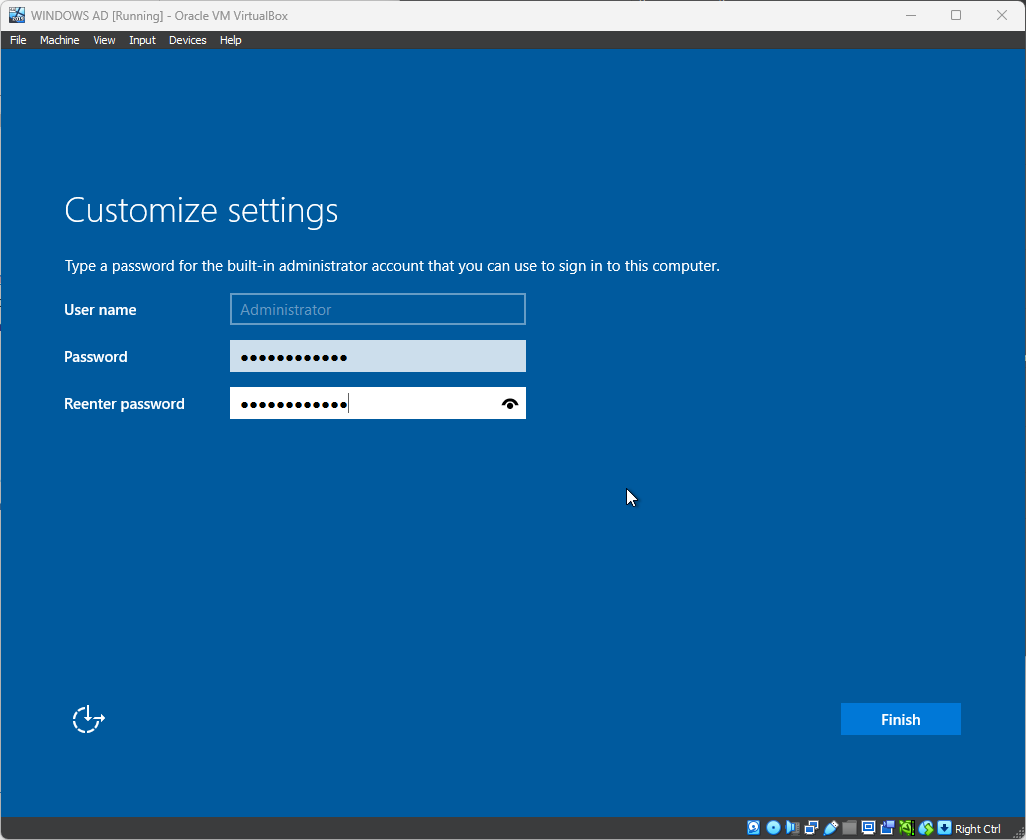 WINDOWS AD [Running] - Oracle VM VirtualBox
File Machine View Input Devices Help
Customize settings
Type a password for the built-in administrator account that you can use to sign in to this computer.
User name Administrator
Password ●●●●●●●●●●●●
Reenter password ●●●●●●●●●●●●
Finish
Right Ctrl